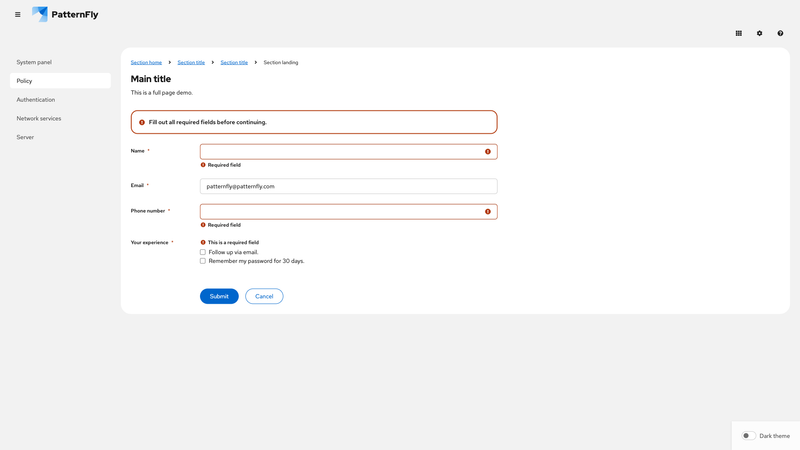 PatternFly
System panel
Policy
Authentication
Network services
Server
Section home Section title Section title Section landing
Main title
This is a full page demo.
Fill out all required fields before continuing.
Name *
Required field
Email * patternfly@patternfly.com
Phone number *
Required field
Your experience * This is a required field
Follow up via email.
Remember my password for 30 days.
Submit Cancel
Dark theme